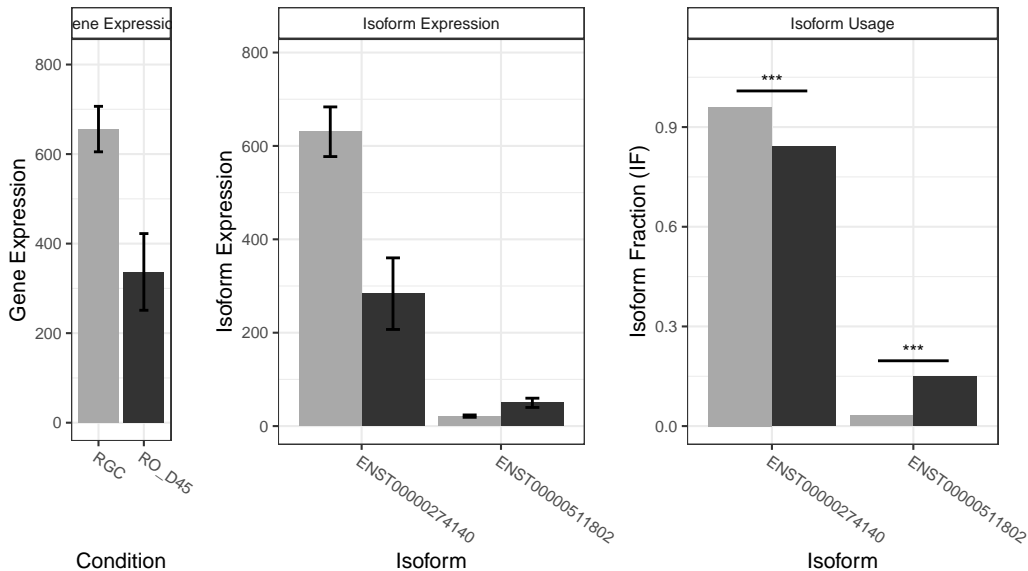 ene Expressio
Gene Expression
800
600
400
200
0
RGC
RO_D45
Condition
Isoform Expression
Isoform Expression
800
600
400
200
0
ENST00000274140
ENST00000511802
Isoform
Isoform Usage
Isoform Fraction (IF)
0.9
0.6
0.3
0.0
***
***
ENST00000274140
ENST00000511802
Isoform